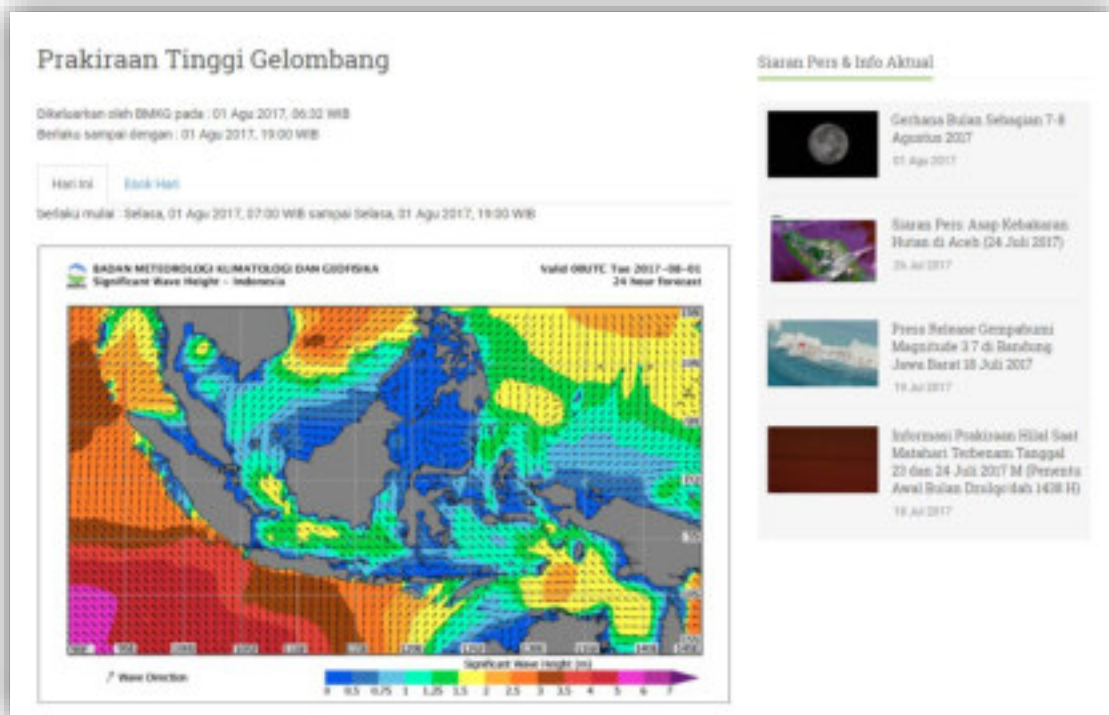 Prakiraan Tinggi Gelombang
Dikeluarkan oleh BMKG pada : 01 Agu 2017, 06:32 WIB
Berlaku sampai dengan : 01 Agu 2017, 19:00 WIB
Hari Ini
Esok Hari
berlaku mulai : Selasa, 01 Agu 2017, 07:00 WIB sampai Selasa, 01 Agu 2017, 19:00 WIB
BADAN METEOROLOGI KLIMATOLOGI DAN GEOFISIKA
Significant Wave Height - Indonesia
Valid 00UTC Tue 2017-08-01
24 hour Forecast
Significant Wave Height (m)
Wave Direction
0 0.5 0.75 1 1.25 1.5 2 2.5 3 3.5 4 5 6 7
Siaran Pers & Info Aktual
Gerhana Bulan Sebagian 7-8
Agustus 2017
01 Agu 2017
Siaran Pers: Asap Kebakaran
Hutan di Aceh (24 Juli 2017)
26 Jul 2017
Press Release Gempabumi
Magnitude 3.7 di Bandung
Jawa Barat 18 Juli 2017
19 Jul 2017
Informasi Prakiraan Hilal Saat
Matahari Terbenam Tanggal
23 dan 24 Juli 2017 M (Penentu
Awal Bulan Dzulqo'dah 1438 H)
18 Jul 2017